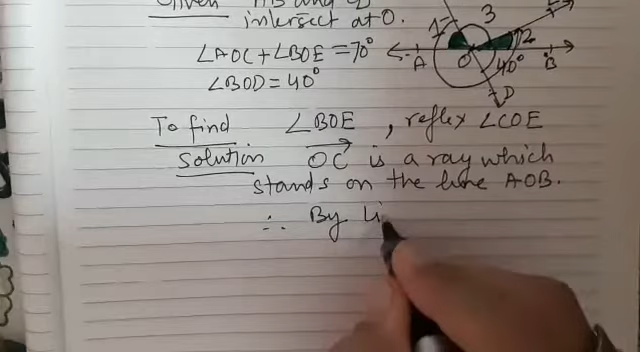 Given AB and CD
intersect at O.
∠AOC+∠BOE=70°
∠BOD=40°
1 3 E
2
A O 40° B
D
To find ∠BOE , reflex ∠COE
Solution OC is a ray which
stands on the line AOB.
∴ By Li